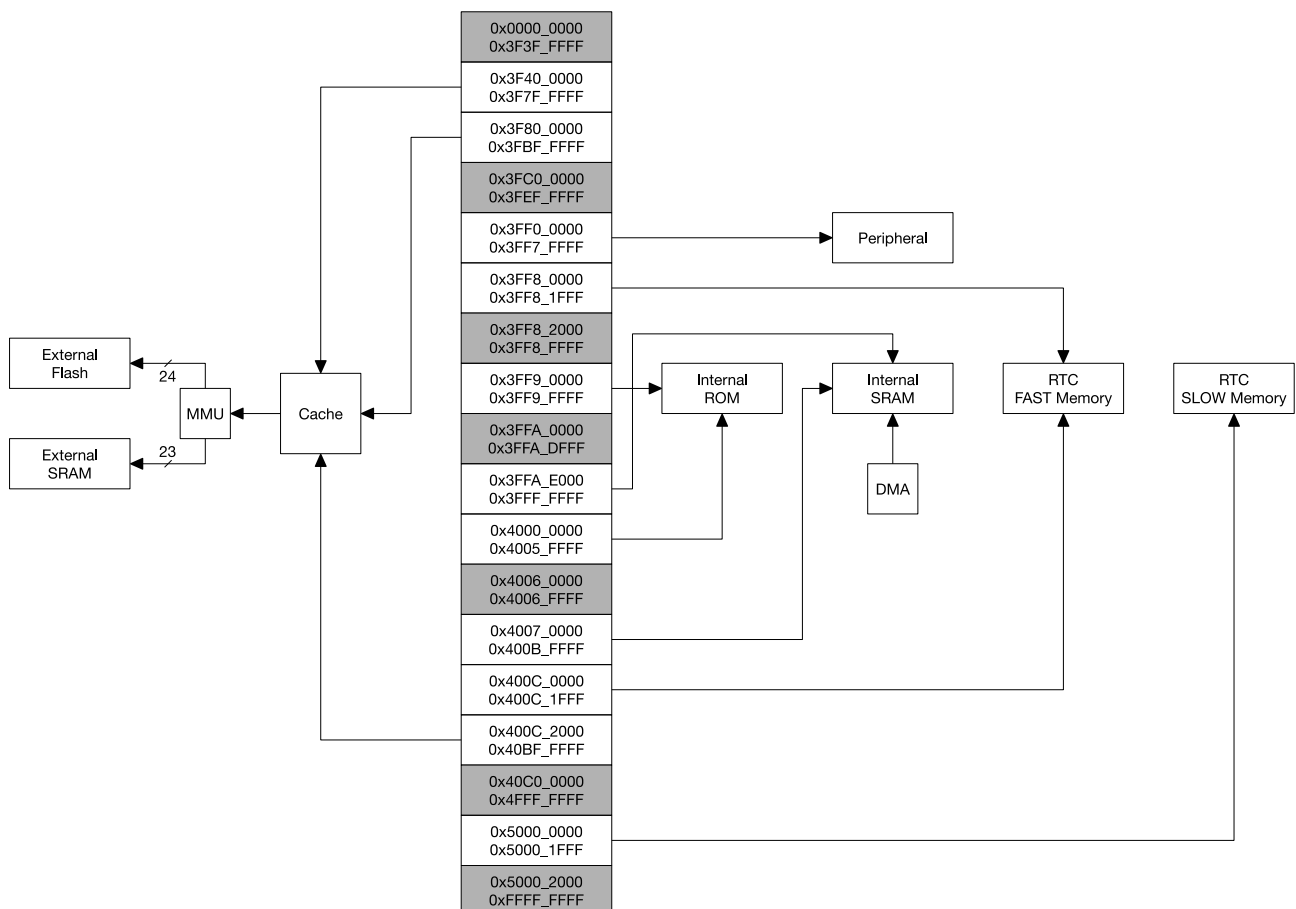 0x0000_0000
0x3F3F_FFFF
0x3F40_0000
0x3F7F_FFFF
0x3F80_0000
0x3FBF_FFFF
0x3FC0_0000
0x3FEF_FFFF
0x3FF0_0000
0x3FF7_FFFF
Peripheral
0x3FF8_0000
0x3FF8_1FFF
0x3FF8_2000
0x3FF8_FFFF
External
Flash
24
MMU
Cache
External
SRAM
23
0x3FF9_0000
0x3FF9_FFFF
Internal
ROM
Internal
SRAM
RTC
FAST Memory
RTC
SLOW Memory
0x3FFA_0000
0x3FFA_DFFF
0x3FFA_E000
0x3FFF_FFFF
DMA
0x4000_0000
0x4005_FFFF
0x4006_0000
0x4006_FFFF
0x4007_0000
0x400B_FFFF
0x400C_0000
0x400C_1FFF
0x400C_2000
0x40BF_FFFF
0x40C0_0000
0x4FFF_FFFF
0x5000_0000
0x5000_1FFF
0x5000_2000
0xFFFF_FFFF